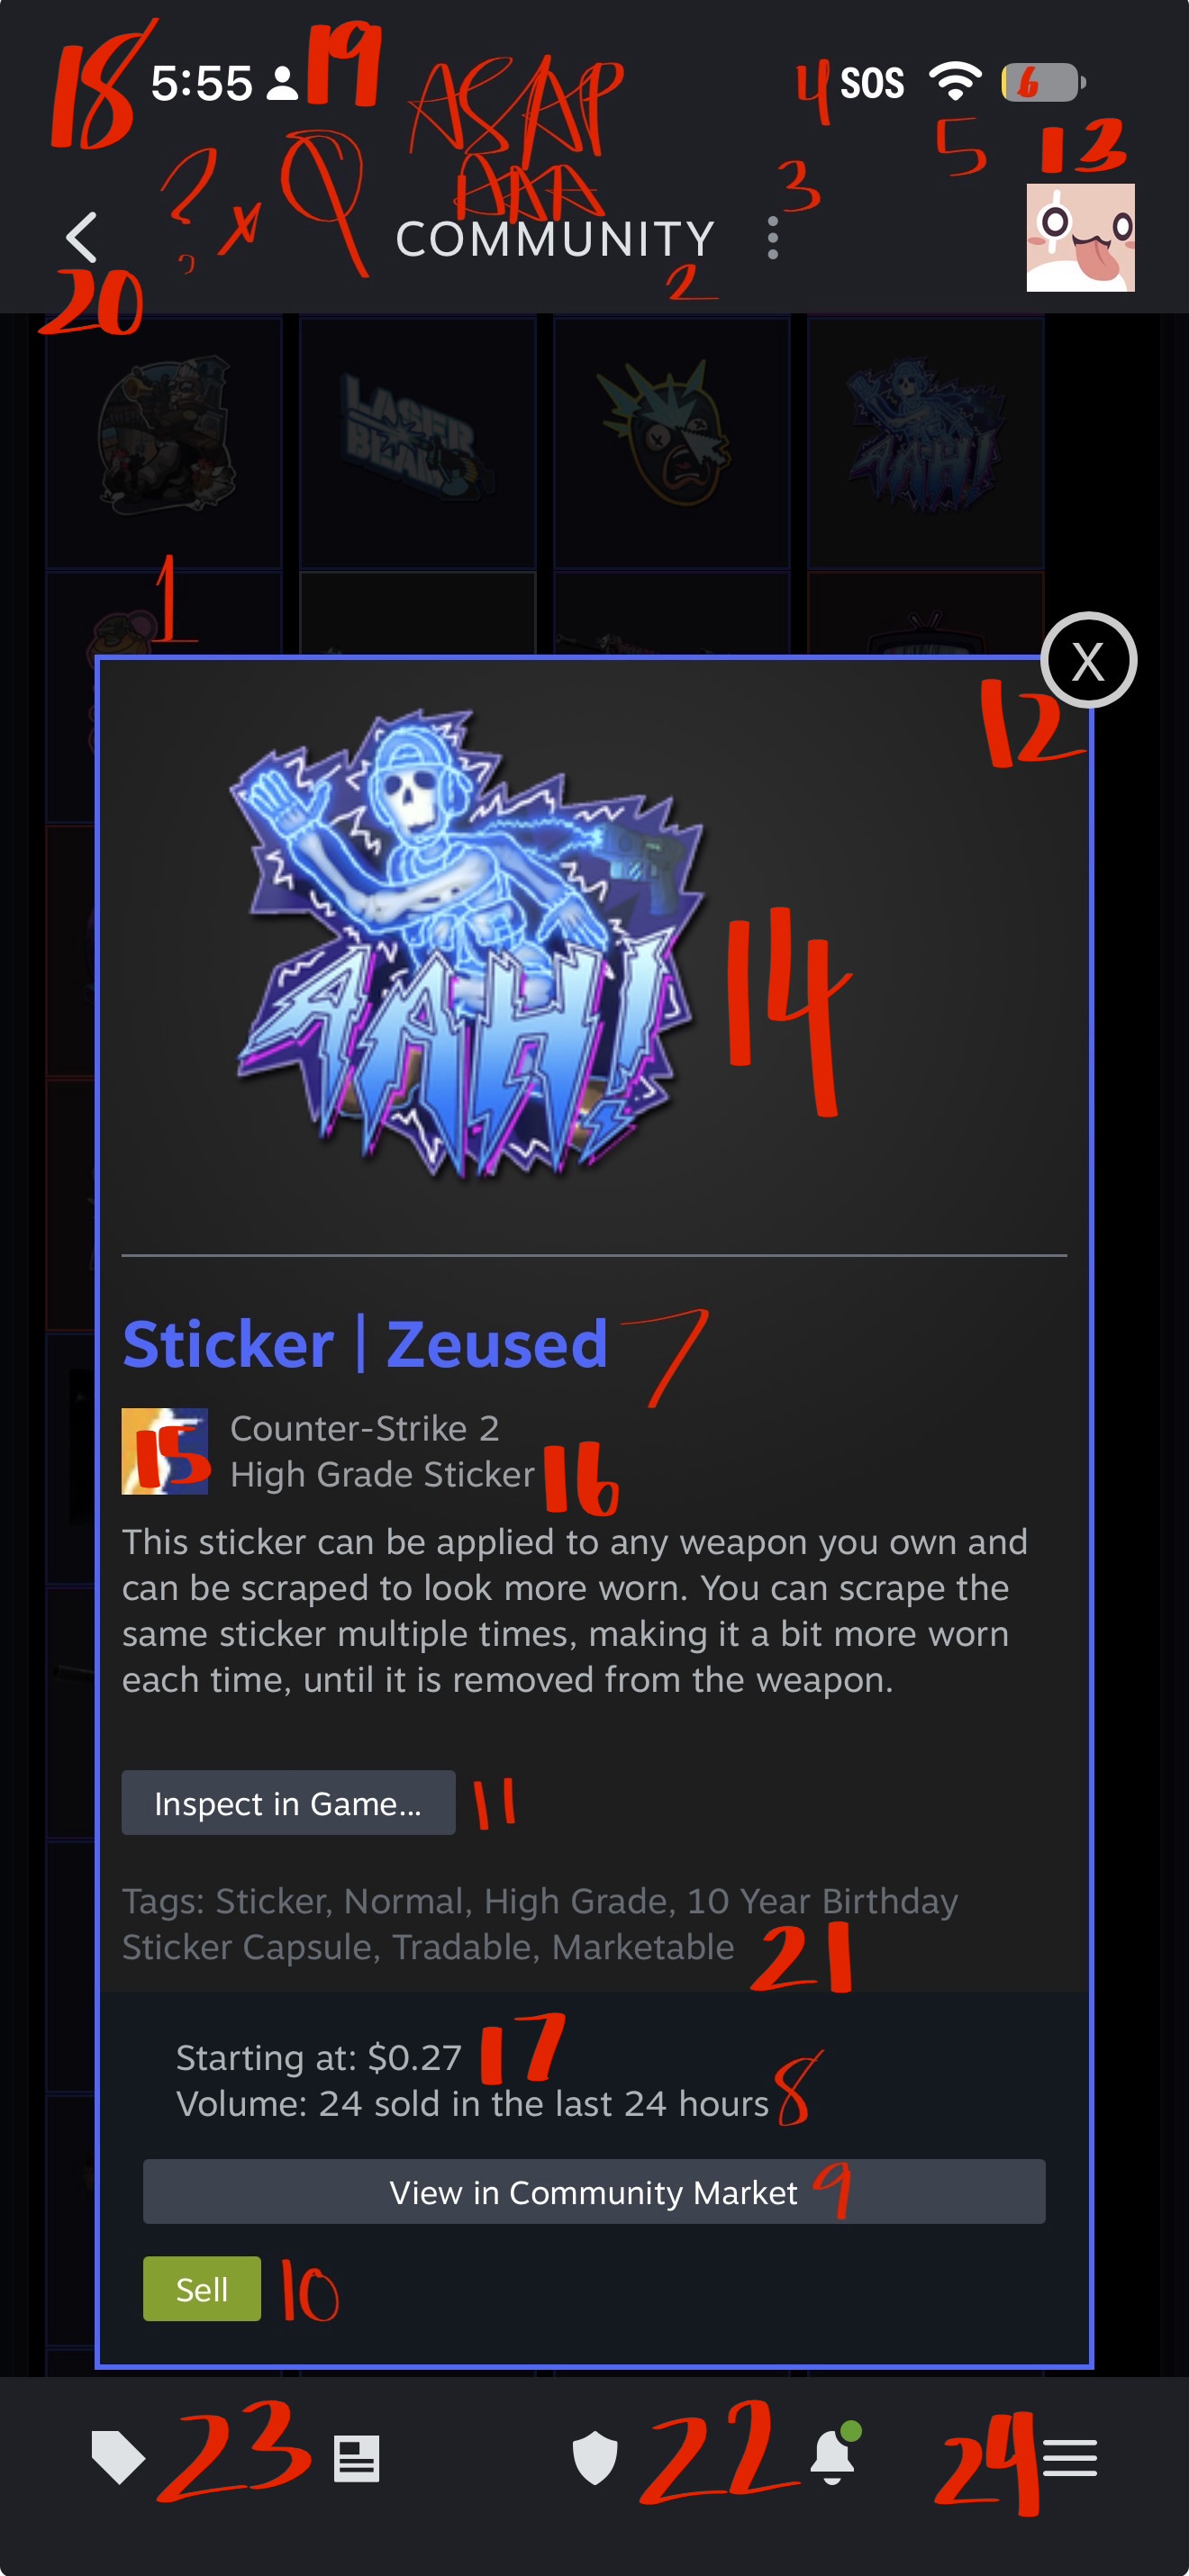 18 5:55 19 ASAP 4 SOS 6
5 13
? x Q AKA 3
COMMUNITY
20 2
LASER
AAH!
1
X
12
AAH!
14
Sticker | Zeused 7
15 Counter-Strike 2
High Grade Sticker 16
This sticker can be applied to any weapon you own and
can be scraped to look more worn. You can scrape the
same sticker multiple times, making it a bit more worn
each time, until it is removed from the weapon.
Inspect in Game... 11
Tags: Sticker, Normal, High Grade, 10 Year Birthday
Sticker Capsule, Tradable, Marketable 21
Starting at: $0.27 17
Volume: 24 sold in the last 24 hours 8
View in Community Market 9
Sell 10
23 22 24